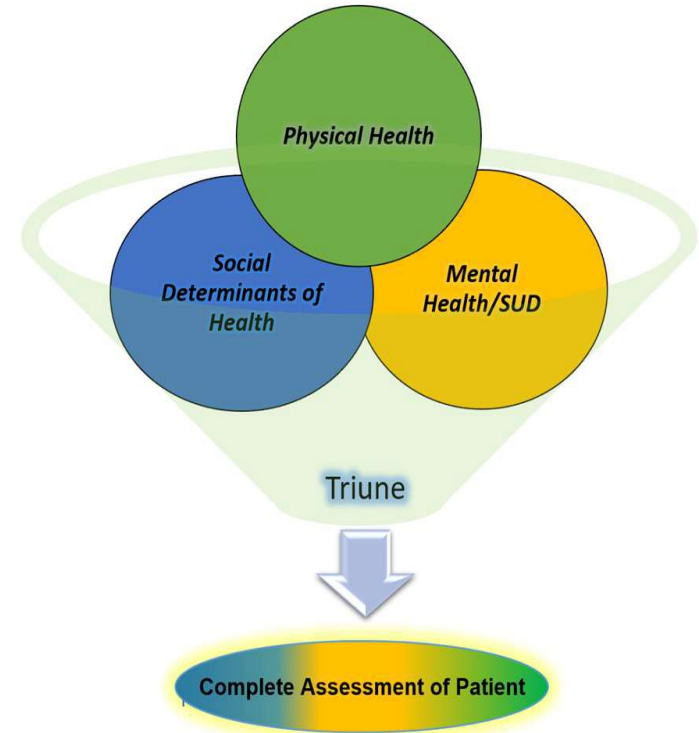 Physical Health
Social
Determinants of
Health
Mental
Health/SUD
Triune
Complete Assessment of Patient